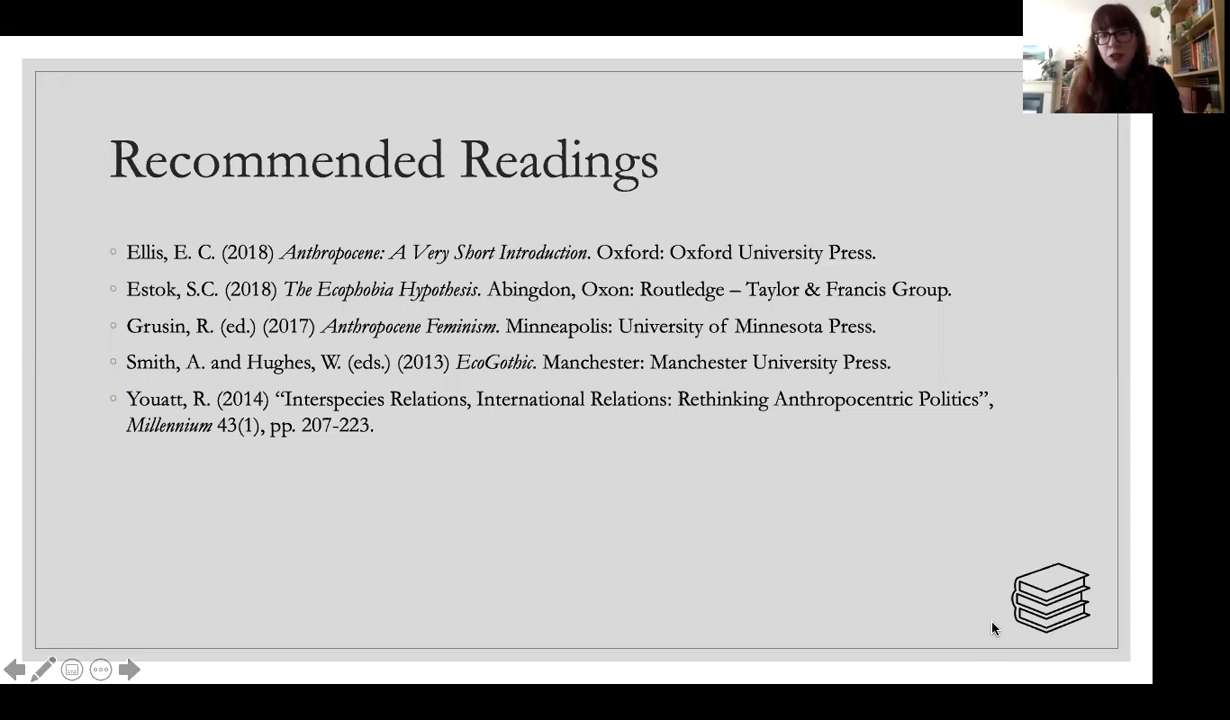 Recommended Readings
Ellis, E. C. (2018) Anthropocene: A Very Short Introduction. Oxford: Oxford University Press.
Estok, S.C. (2018) The Ecophobia Hypothesis. Abingdon, Oxon: Routledge – Taylor & Francis Group.
Grusin, R. (ed.) (2017) Anthropocene Feminism. Minneapolis: University of Minnesota Press.
Smith, A. and Hughes, W. (eds.) (2013) EcoGothic. Manchester: Manchester University Press.
Youatt, R. (2014) “Interspecies Relations, International Relations: Rethinking Anthropocentric Politics”,
Millennium 43(1), pp. 207-223.